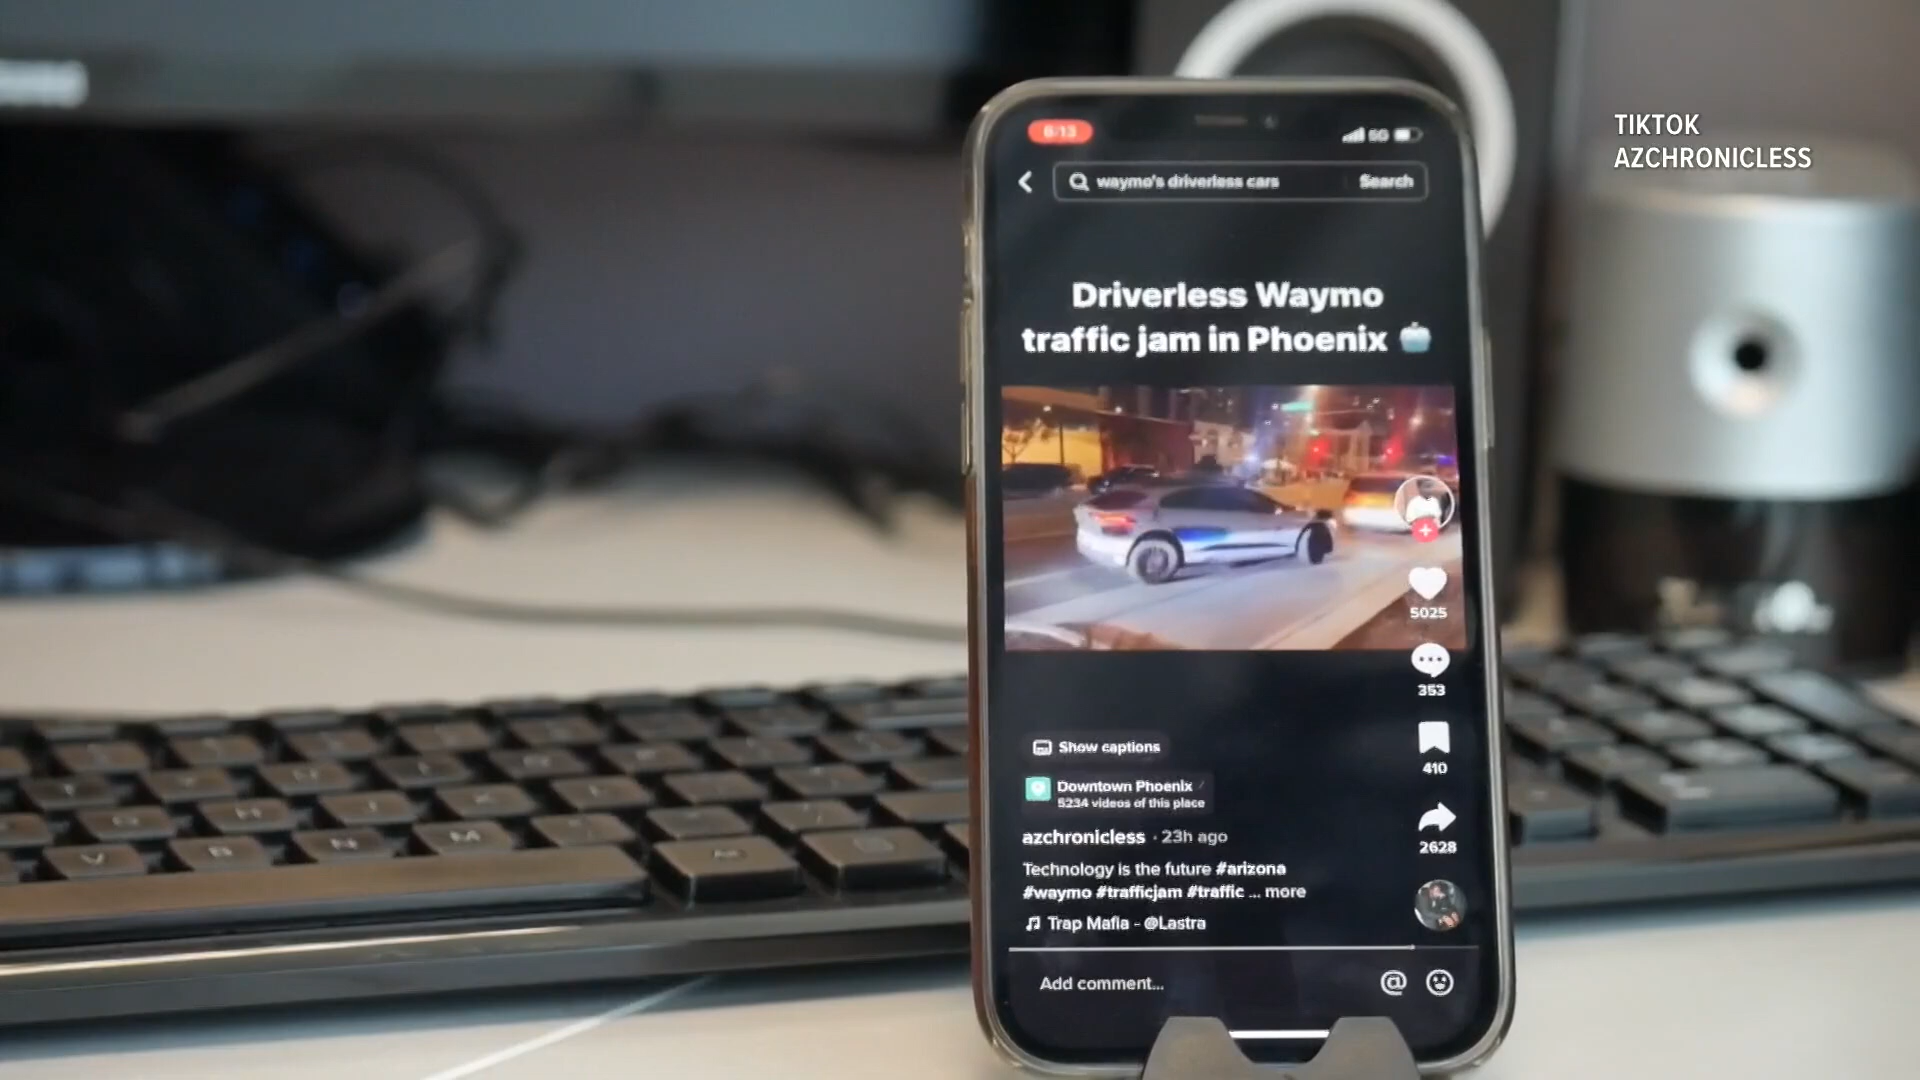 TIKTOK
AZCHRONICLESS
6:13
5G
waymo's driverless cars Search
Driverless Waymo
traffic jam in Phoenix
5025
353
Show captions
410
Downtown Phoenix
5234 videos of this place
azchronicless · 23h ago
2628
Technology is the future #arizona
#waymo #trafficjam #traffic ... more
Trap Mafia - @Lastra
Add comment...
@
V B N M